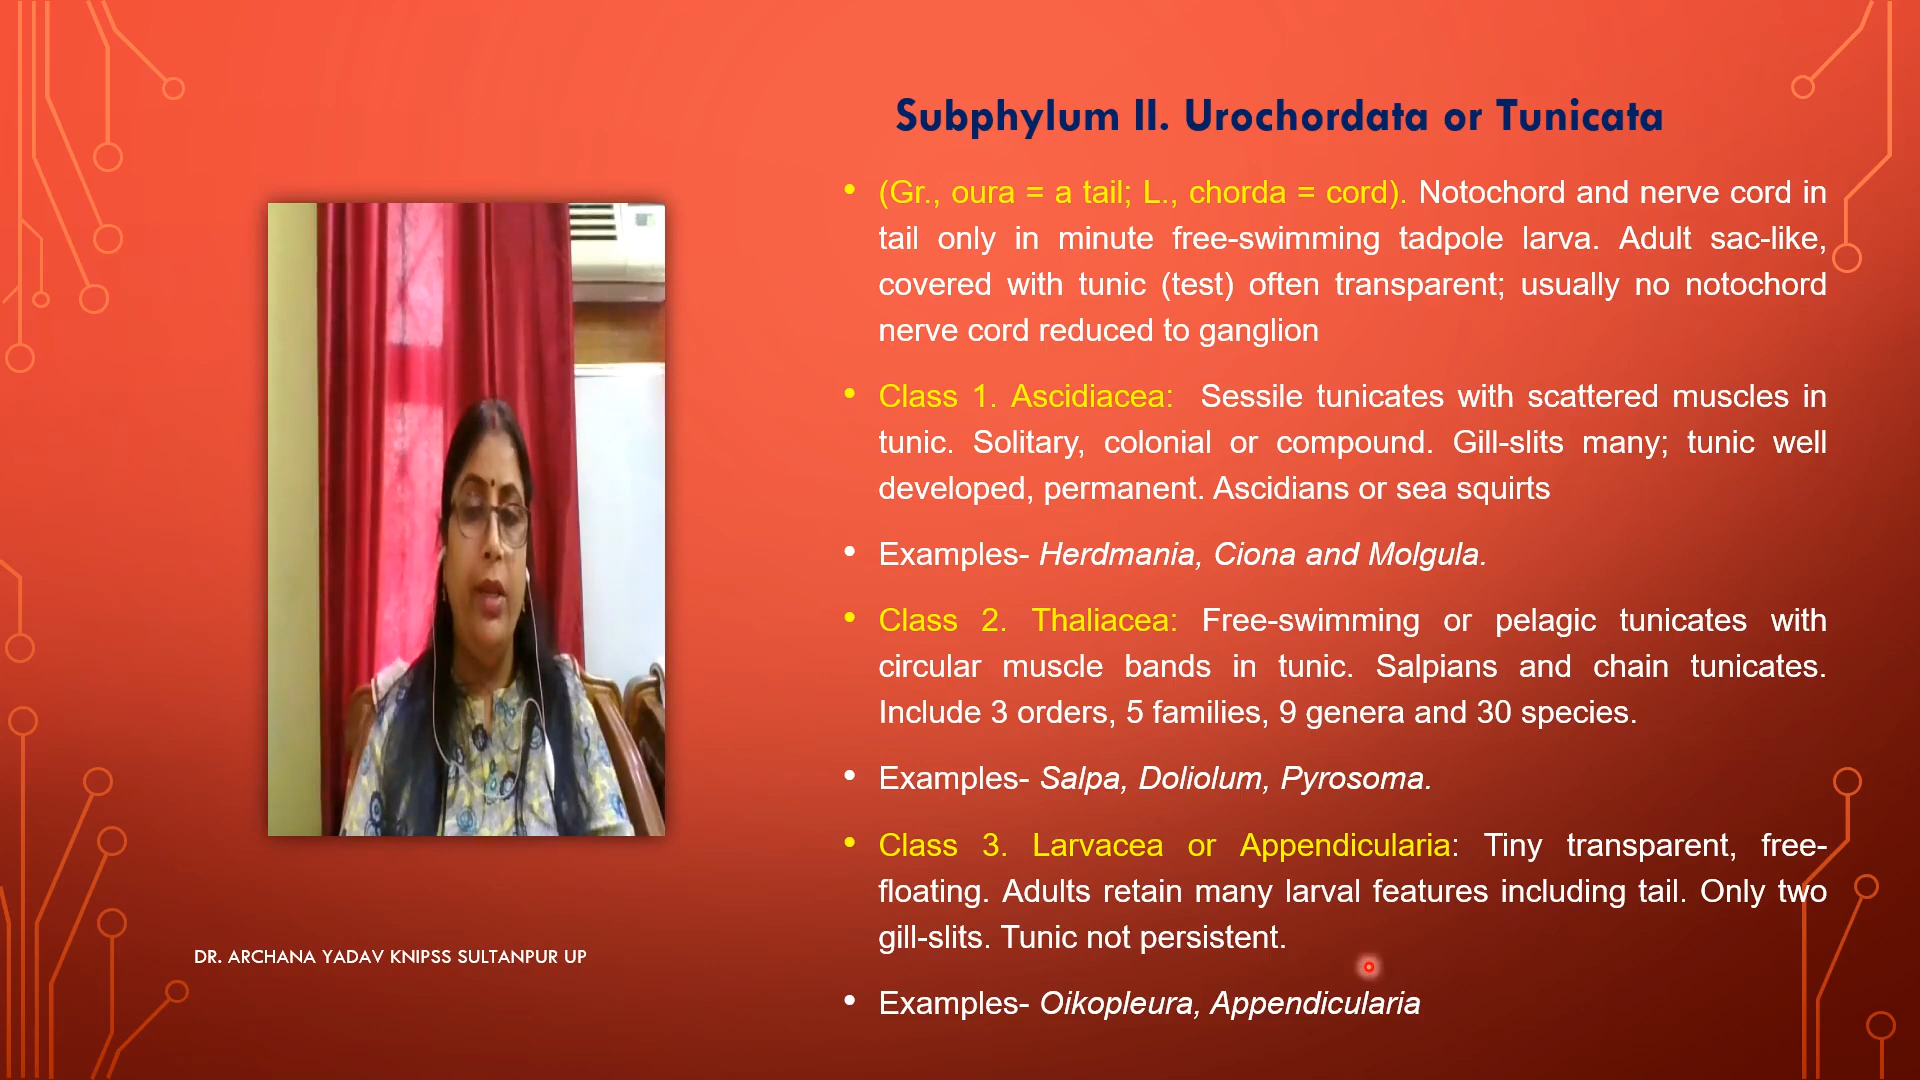 Subphylum II. Urochordata or Tunicata
• (Gr., oura = a tail; L., chorda = cord). Notochord and nerve cord in
tail only in minute free-swimming tadpole larva. Adult sac-like,
covered with tunic (test) often transparent; usually no notochord
nerve cord reduced to ganglion
• Class 1. Ascidiacea: Sessile tunicates with scattered muscles in
tunic. Solitary, colonial or compound. Gill-slits many; tunic well
developed, permanent. Ascidians or sea squirts
• Examples- Herdmania, Ciona and Molgula.
• Class 2. Thaliacea: Free-swimming or pelagic tunicates with
circular muscle bands in tunic. Salpians and chain tunicates.
Include 3 orders, 5 families, 9 genera and 30 species.
• Examples- Salpa, Doliolum, Pyrosoma.
• Class 3. Larvacea or Appendicularia: Tiny transparent, free-
floating. Adults retain many larval features including tail. Only two
gill-slits. Tunic not persistent.
• Examples- Oikopleura, Appendicularia
DR. ARCHANA YADAV KNIPSS SULTANPUR UP